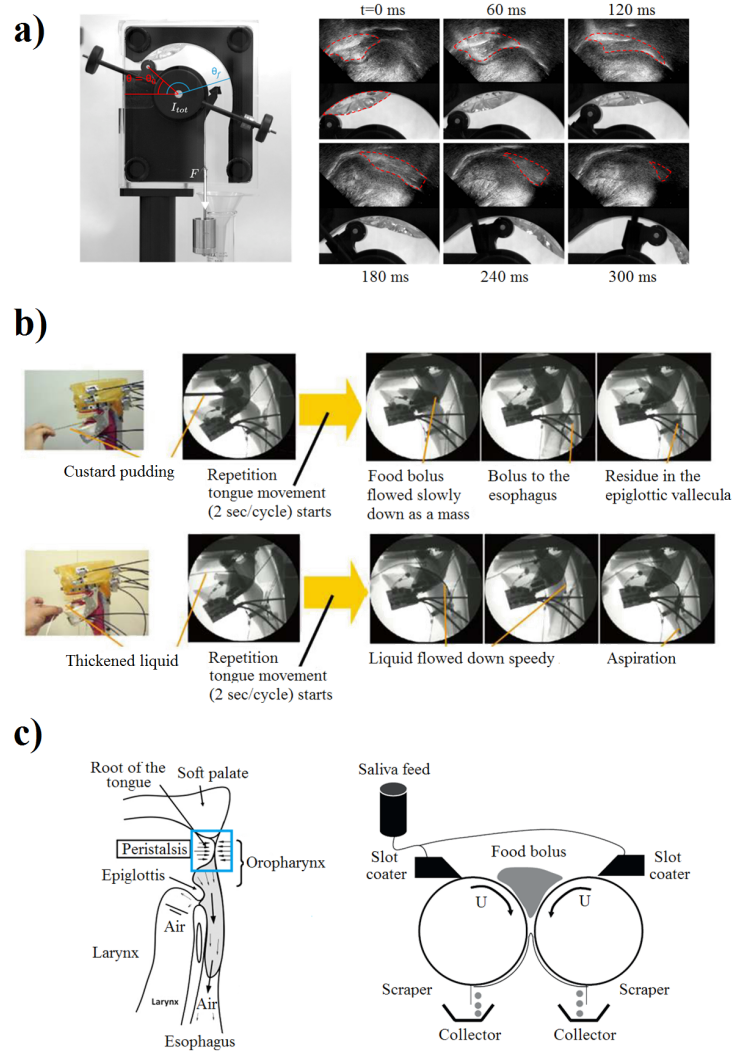 a)
t=0 ms
60 ms
120 ms
θf
Itot
F
180 ms
240 ms
300 ms
b)
Custard pudding
Repetition
tongue movement
(2 sec/cycle) starts
Food bolus
flowed slowly
down as a mass
Bolus to the
esophagus
Residue in the
epiglottic vallecula
Thickened liquid
Repetition
tongue movement
(2 sec/cycle) starts
Liquid flowed down speedy
Aspiration
c)
Root of the
tongue
Soft palate
Peristalsis
Oropharynx
Epiglottis
Air
Larynx
Larynx
Air
Esophagus
Saliva feed
Slot
coater
Food bolus
Slot
coater
U
U
Scraper
Scraper
Collector
Collector